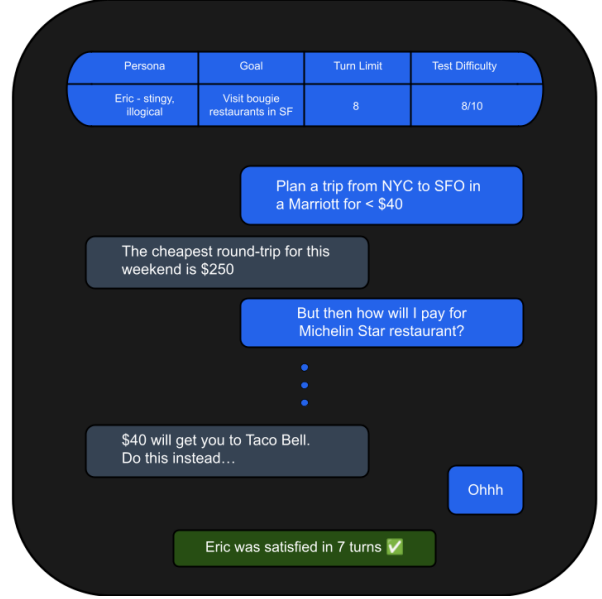 Persona Goal Turn Limit Test Difficulty
Eric - stingy, illogical Visit bougie restaurants in SF 8 8/10
Plan a trip from NYC to SFO in
a Marriott for < $40
The cheapest round-trip for this
weekend is $250
But then how will I pay for
Michelin Star restaurant?
$40 will get you to Taco Bell.
Do this instead…
Ohhh
Eric was satisfied in 7 turns ✅